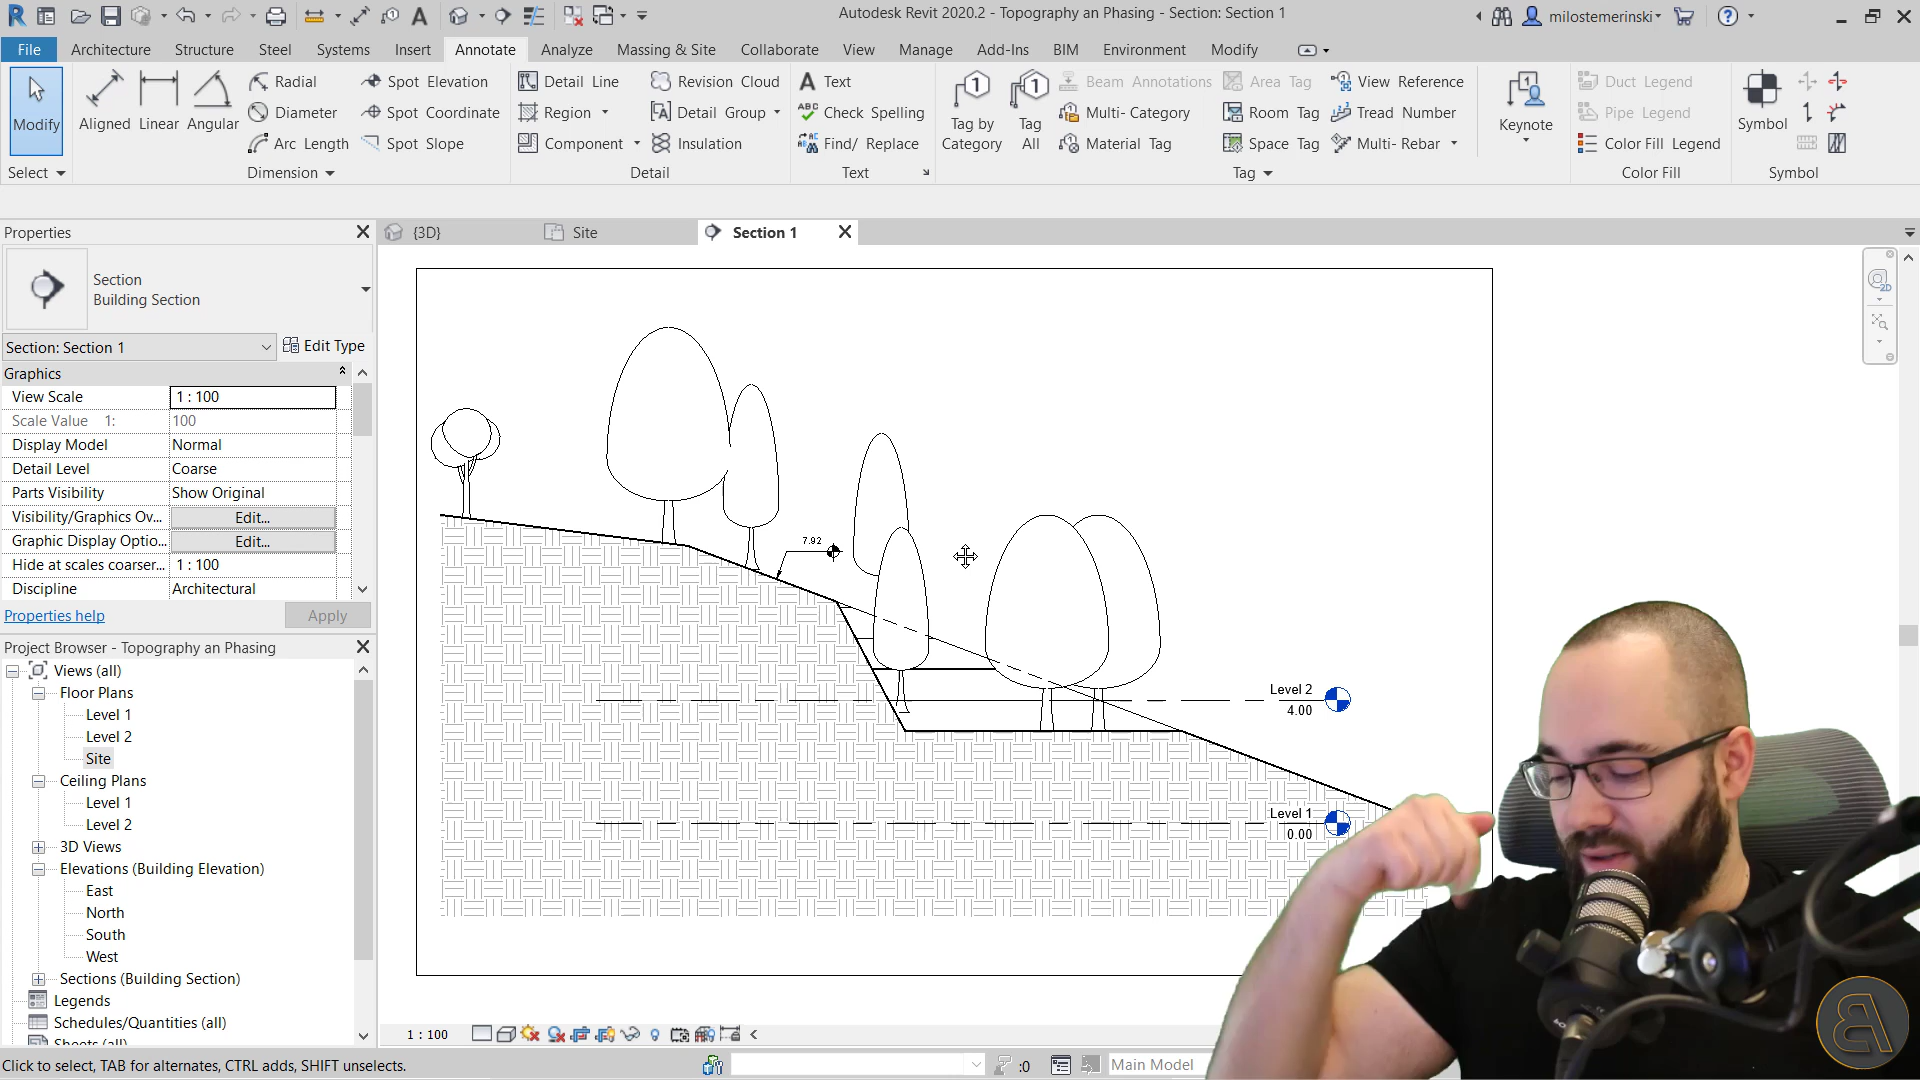 Autodesk Revit 2020.2 - Topography an Phasing - Section: Section 1
milostemerinski
File Architecture Structure Steel Systems Insert Annotate Analyze Massing & Site Collaborate View Manage Add-Ins BIM Environment Modify
Modify
Aligned Linear Angular
Radial
Diameter
Arc Length
Spot Elevation
Spot Coordinate
Spot Slope
Detail Line
Region
Component
Revision Cloud
Detail Group
Insulation
A Text
ABC Check Spelling
Find/ Replace
Tag by Category
Tag All
Beam Annotations
Multi- Category
Material Tag
Area Tag
Room Tag
Space Tag
View Reference
Tread Number
Multi- Rebar
Keynote
Duct Legend
Pipe Legend
Color Fill Legend
Symbol
Select Dimension Detail Text Tag Color Fill Symbol
Properties
{3D} Site Section 1
Section
Building Section
Section: Section 1 Edit Type
Graphics
View Scale 1 : 100
Scale Value 1: 100
Display Model Normal
Detail Level Coarse
Parts Visibility Show Original
Visibility/Graphics Ov... Edit...
Graphic Display Optio... Edit...
Hide at scales coarser... 1 : 100
Discipline Architectural
Properties help Apply
Project Browser - Topography an Phasing
Views (all)
Floor Plans
Level 1
Level 2
Site
Ceiling Plans
Level 1
Level 2
3D Views
Elevations (Building Elevation)
East
North
South
West
Sections (Building Section)
Legends
Schedules/Quantities (all)
Sheets (all)
7.92
Level 2
4.00
Level 1
0.00
2D
1 : 100
Click to select, TAB for alternates, CTRL adds, SHIFT unselects.
:0
Main Model